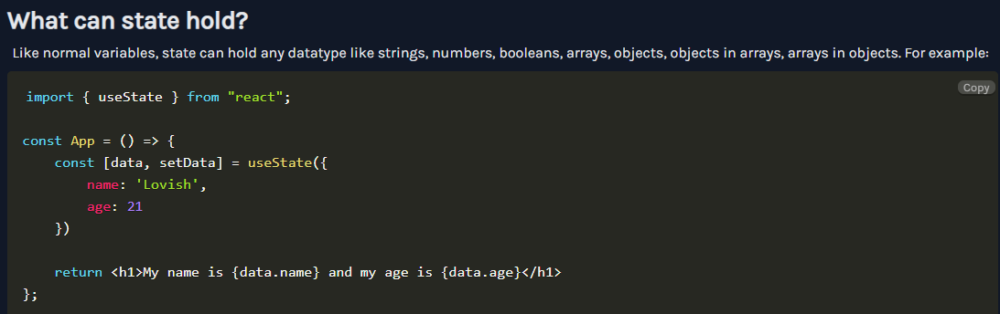 What can state hold?
Like normal variables, state can hold any datatype like strings, numbers, booleans, arrays, objects, objects in arrays, arrays in objects. For example:
Copy
import { useState } from "react";
const App = () => {
    const [data, setData] = useState({
        name: 'Lovish',
        age: 21
    })
    return <h1>My name is {data.name} and my age is {data.age}</h1>
};